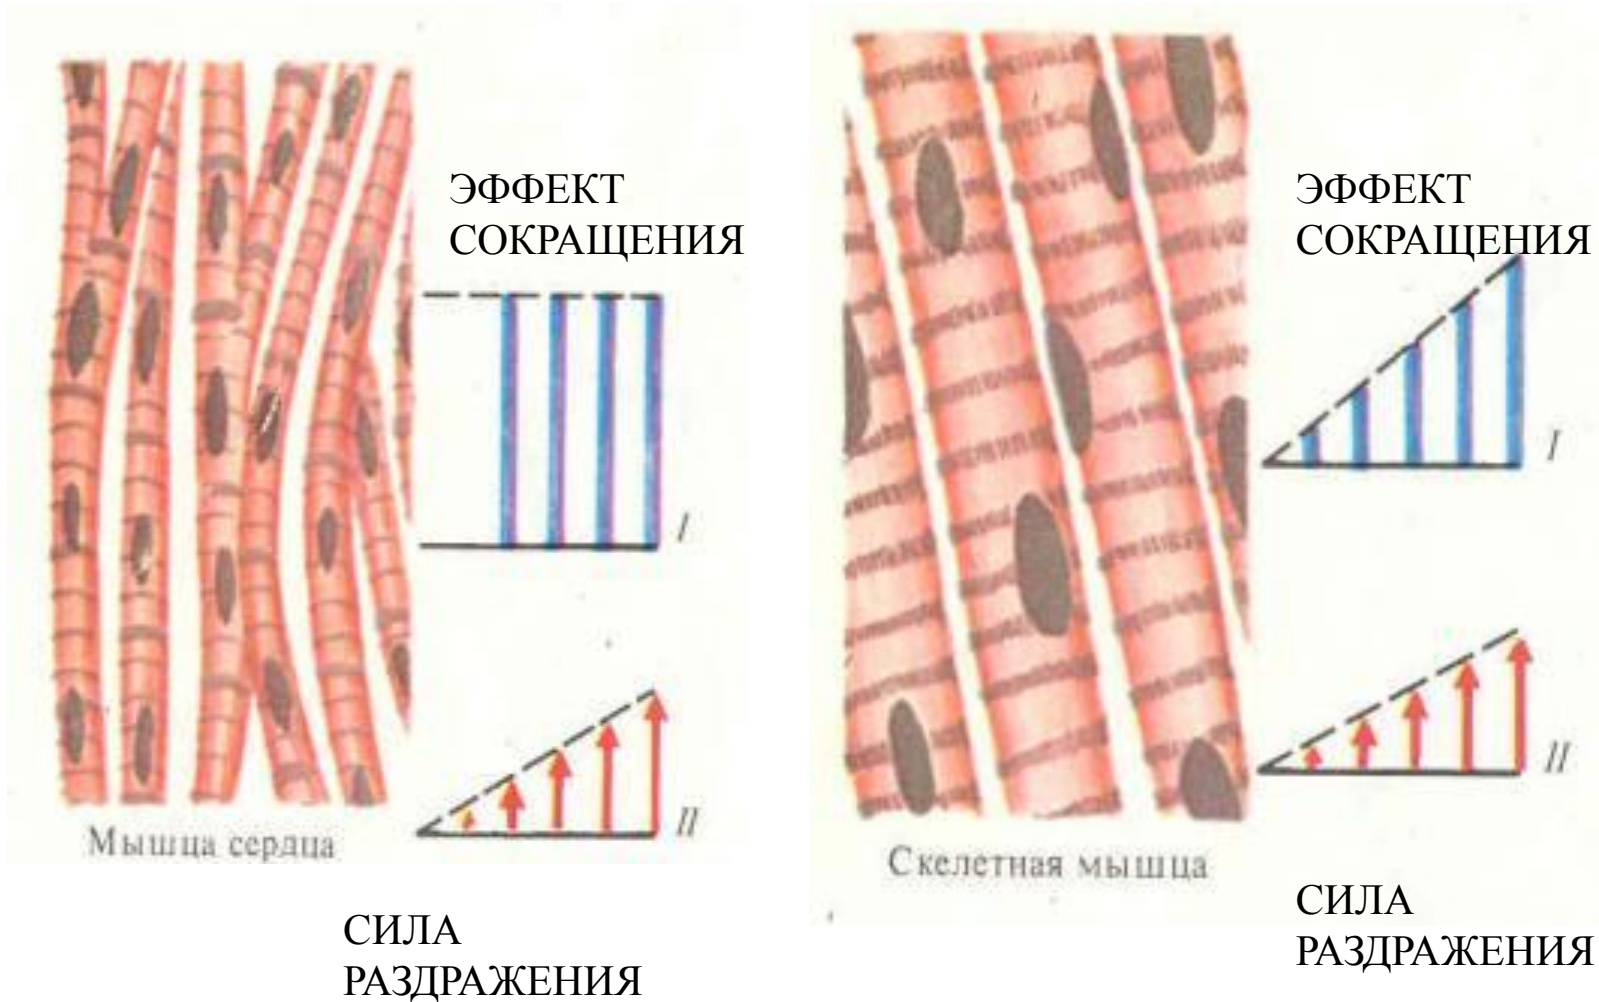 ЭФФЕКТ
СОКРАЩЕНИЯ
I
II
Мышца сердца
СИЛА
РАЗДРАЖЕНИЯ
ЭФФЕКТ
СОКРАЩЕНИЯ
I
II
Скелетная мышца
СИЛА
РАЗДРАЖЕНИЯ